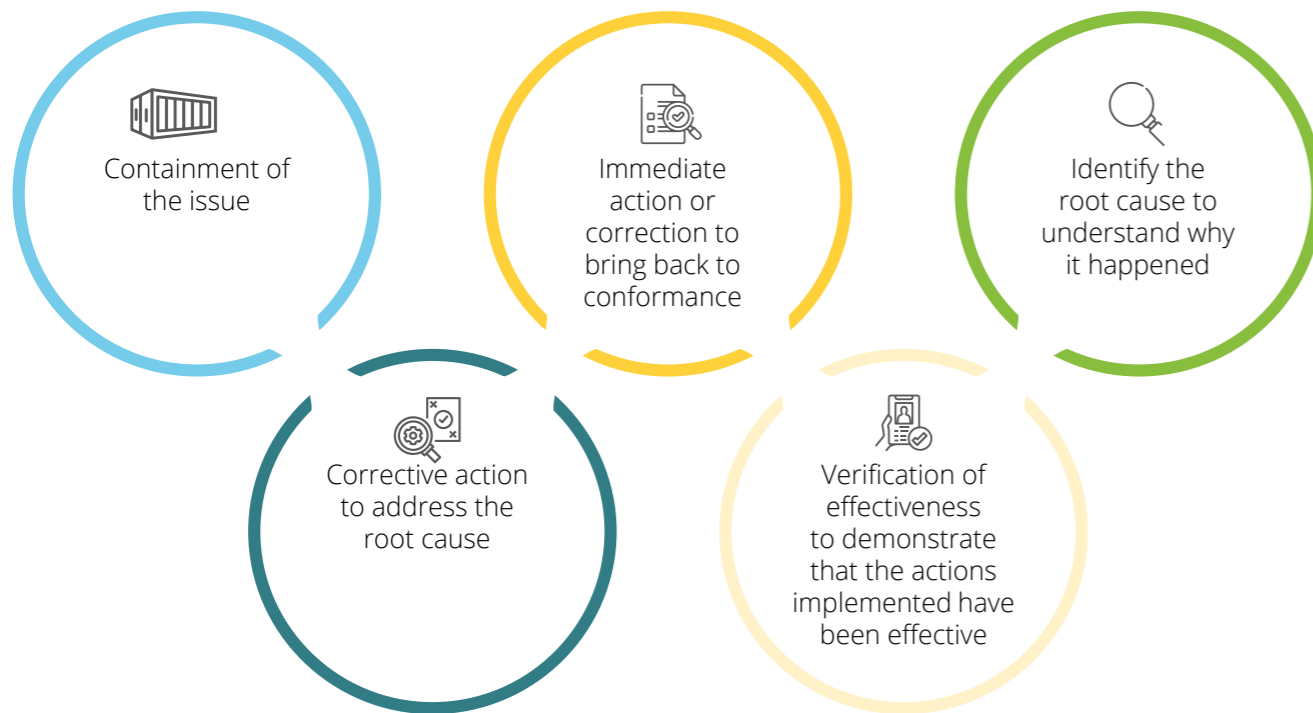 Containment of
the issue
Immediate
action or
correction to
bring back to
conformance
Identify the
root cause to
understand why
it happened
Corrective action
to address the
root cause
Verification of
effectiveness
to demonstrate
that the actions
implemented have
been effective